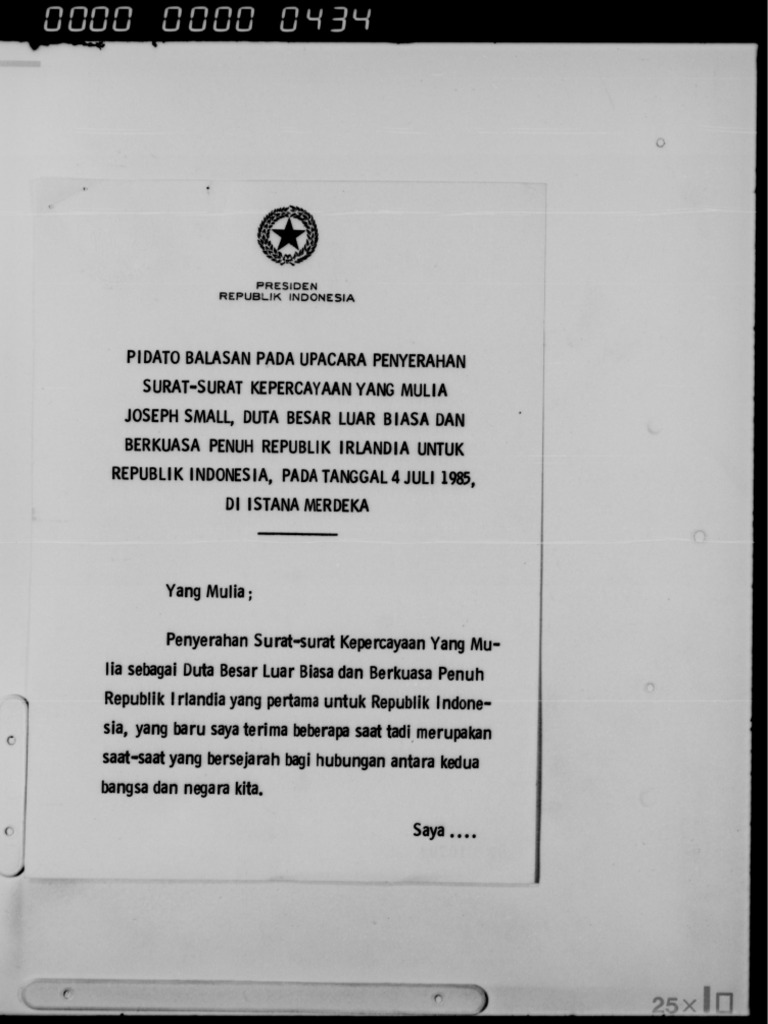 0000 0000 0434
PRESIDEN
REPUBLIK INDONESIA
PIDATO BALASAN PADA UPACARA PENYERAHAN
SURAT-SURAT KEPERCAYAAN YANG MULIA
JOSEPH SMALL, DUTA BESAR LUAR BIASA DAN
BERKUASA PENUH REPUBLIK IRLANDIA UNTUK
REPUBLIK INDONESIA, PADA TANGGAL 4 JULI 1985,
DI ISTANA MERDEKA
Yang Mulia;
Penyerahan Surat-surat Kepercayaan Yang Mu-
lia sebagai Duta Besar Luar Biasa dan Berkuasa Penuh
Republik Irlandia yang pertama untuk Republik Indone-
sia, yang baru saya terima beberapa saat tadi merupakan
saat-saat yang bersejarah bagi hubungan antara kedua
bangsa dan negara kita.
Saya ....
25x